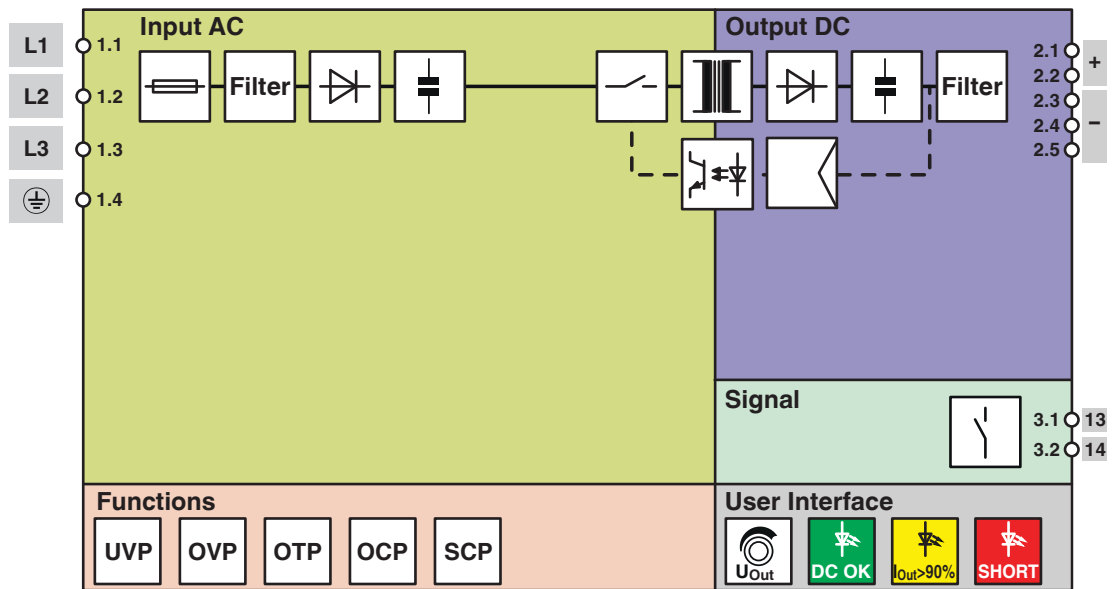 Input AC
Output DC
L1
1.1
L2
1.2
L3
1.3
1.4
Filter
Filter
2.1
2.2
2.3
2.4
2.5
+
−
Signal
3.1
13
3.2
14
Functions
UVP
OVP
OTP
OCP
SCP
User Interface
UOut
DC OK
IOut>90%
SHORT